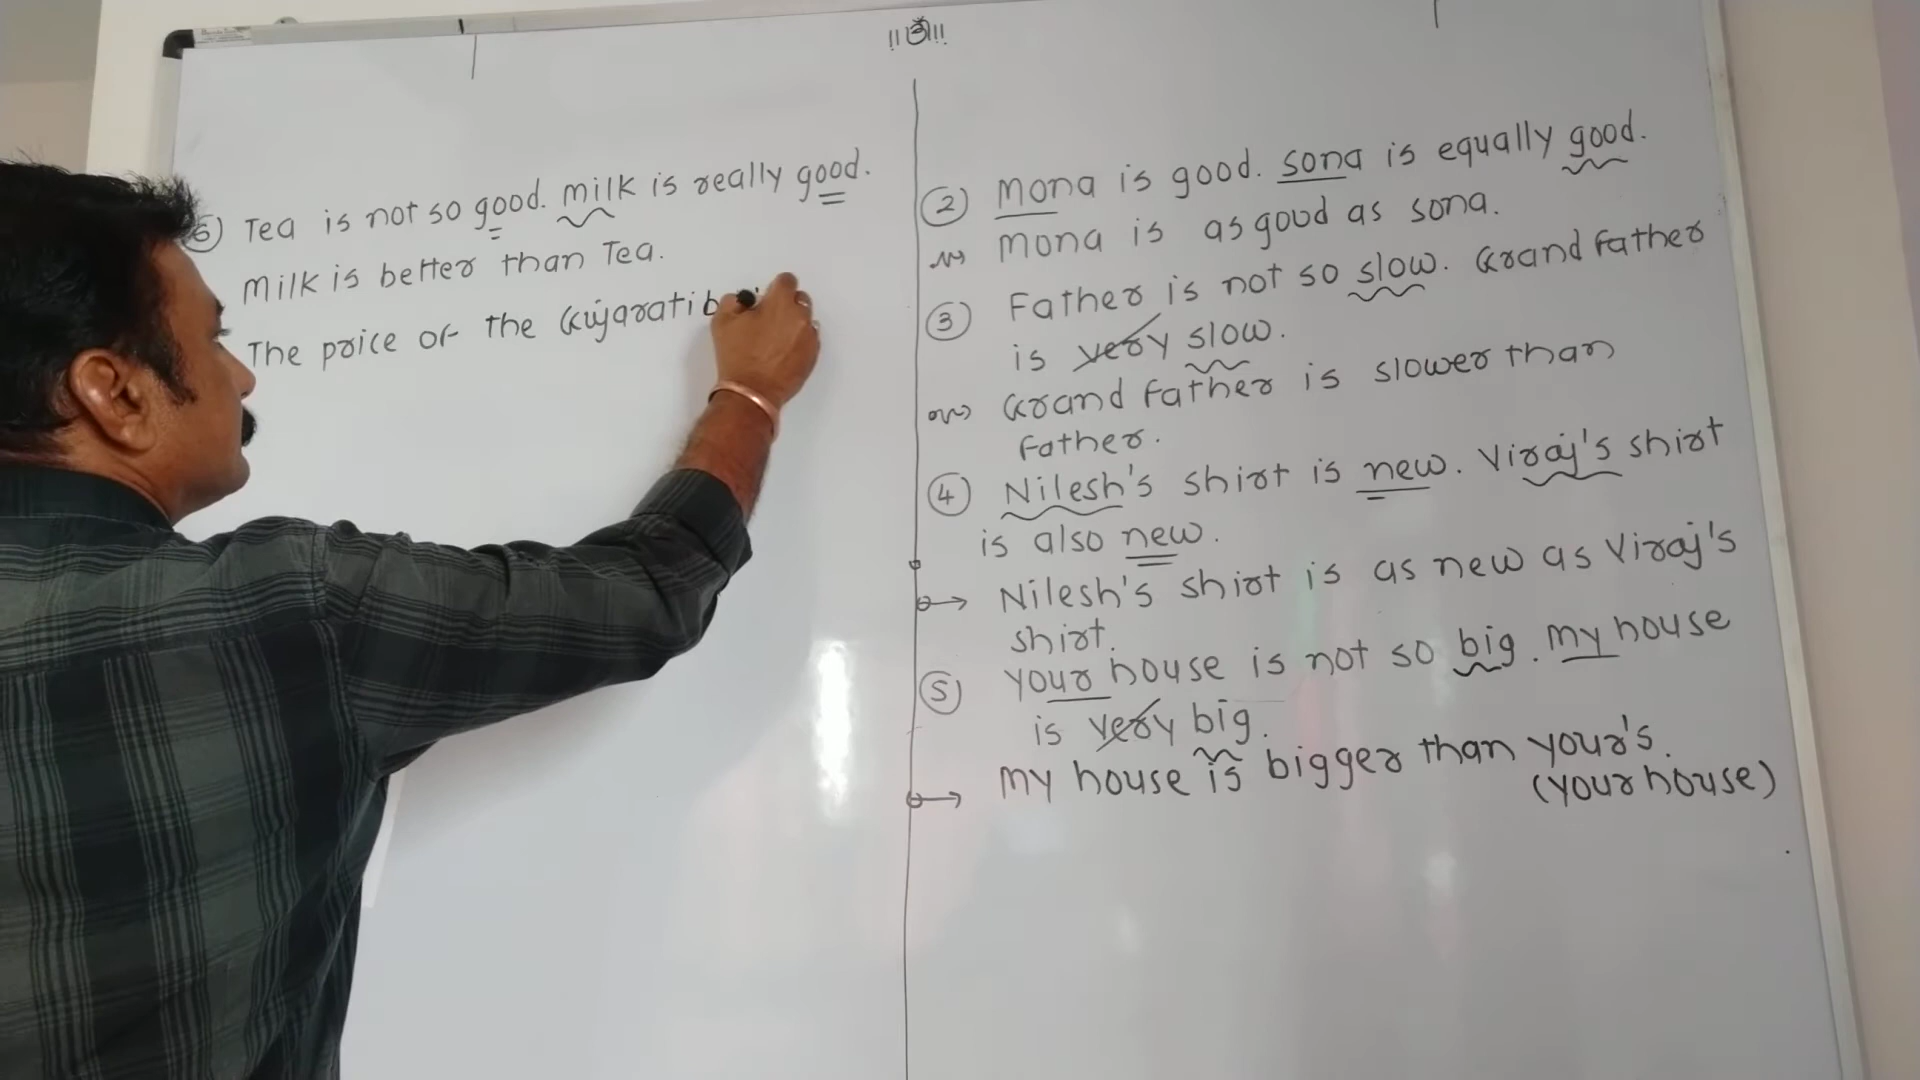 !!ૐ!!
⑥ Tea is not so good. Milk is really good.
Milk is better than Tea.
The price of the Gujarati b
② Mona is good. Sona is equally good.
Mona is as good as Sona.
③ Father is not so slow. Grand Father
is very slow.
Grand Father is slower than
Father.
④ Nilesh's shirt is new. Viraj's shirt
is also new.
→ Nilesh's shirt is as new as Viraj's
shirt.
⑤ Your house is not so big. My house
is very big.
→ My house is bigger than your's.
(Your house)